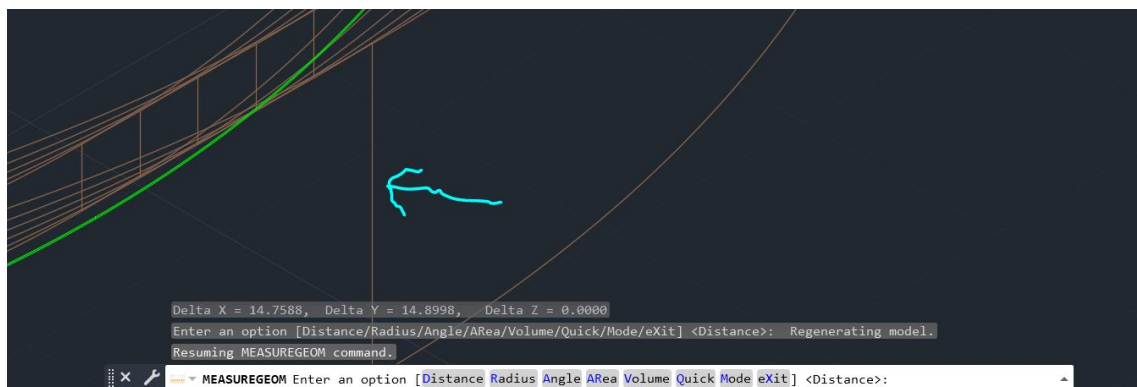 Delta X = 14.7588,  Delta Y = 14.8998,   Delta Z = 0.0000
Enter an option [Distance/Radius/Angle/ARea/Volume/Quick/Mode/eXit] <Distance>:  Regenerating model.
Resuming MEASUREGEOM command.
MEASUREGEOM Enter an option [Distance Radius Angle ARea Volume Quick Mode eXit] <Distance>: